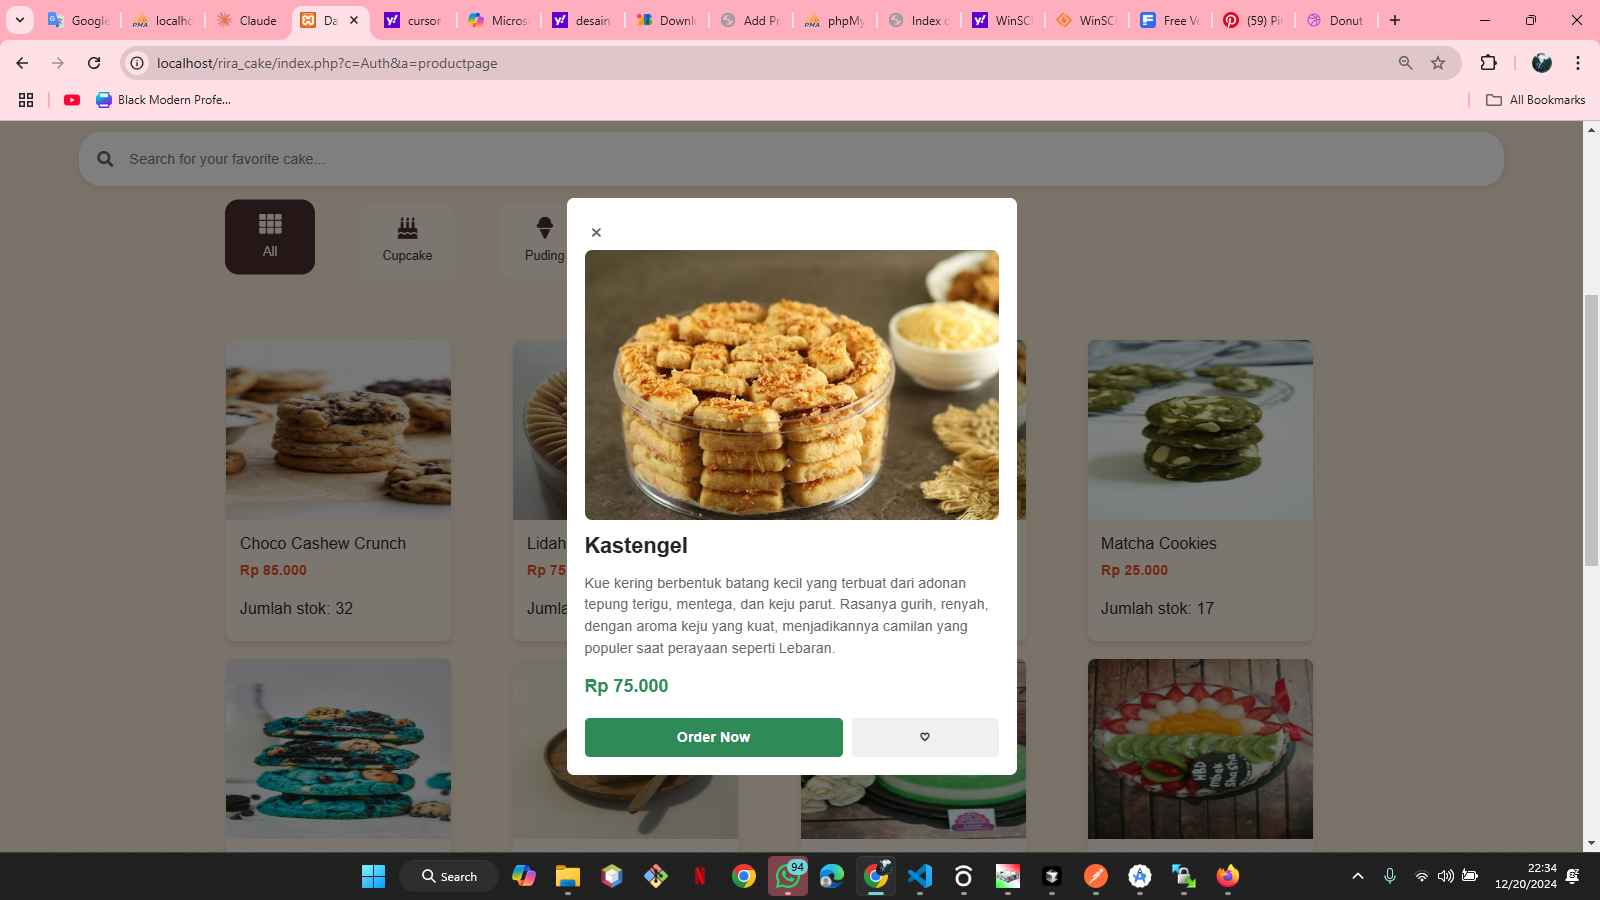 Google
localho
Claude
Da
cursor
Micros
desain
Downl
Add Pr
phpMy
Index o
WinSC
WinSC
Free Ve
(59) Pi
Donut
localhost/rira_cake/index.php?c=Auth&a=productpage
Black Modern Profe...
All Bookmarks
Search for your favorite cake...
All
Cupcake
Puding
Choco Cashew Crunch
Rp 85.000
Jumlah stok: 32
Lidah
Rp 75
Jumla
Matcha Cookies
Rp 25.000
Jumlah stok: 17
Kastengel
Kue kering berbentuk batang kecil yang terbuat dari adonan
tepung terigu, mentega, dan keju parut. Rasanya gurih, renyah,
dengan aroma keju yang kuat, menjadikannya camilan yang
populer saat perayaan seperti Lebaran.
Rp 75.000
Order Now
HBD
Mbak
Shasha
Search
94
22:34
12/20/2024